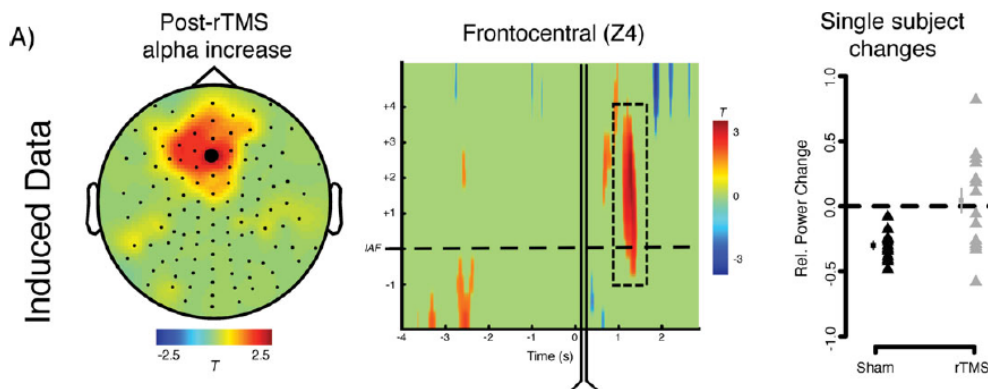 A)
Induced Data
Post-rTMS
alpha increase
-2.5
2.5
T
Frontocentral (Z4)
+4
+3
+2
+1
IAF
-1
-4
-3
-2
-1
0
1
2
Time (s)
T
3
0
-3
Single subject
changes
Rel. Power Change
1.0
0.5
0.0
-0.5
-1.0
Sham
rTMS